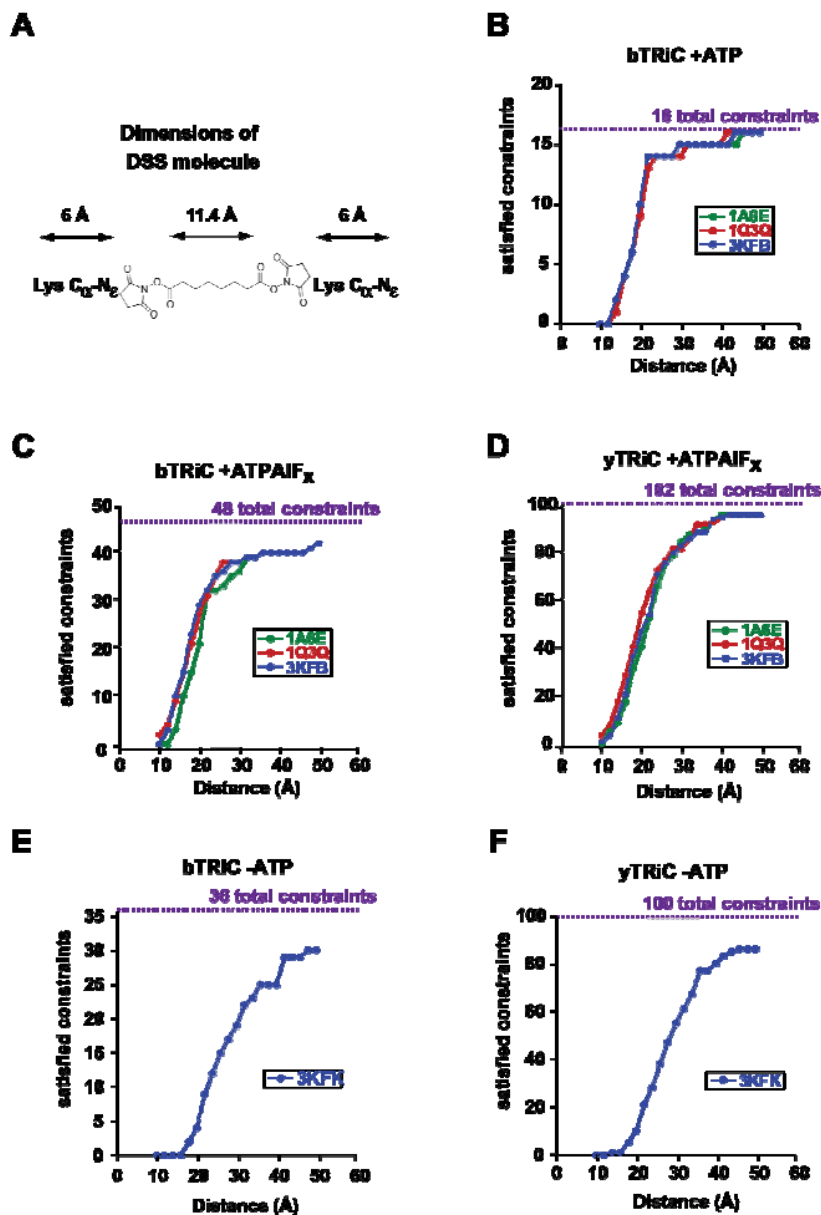 A
Dimensions of
DSS molecule
6 Å
11.4 Å
6 Å
Lys Cα-Nε
O
O
O
O
O
O
O
O
N
N
Lys Cα-Nε
B
bTRiC +ATP
satisfied constraints
20
15
10
5
0
16 total constraints
1A6E
1Q3Q
3KFB
0
10
20
30
40
50
60
Distance (Å)
C
bTRiC +ATPAlFx
satisfied constraints
50
40
30
20
10
0
48 total constraints
1A6E
1Q3Q
3KFB
0
10
20
30
40
50
60
Distance (Å)
D
yTRiC +ATPAlFx
satisfied constraints
100
80
60
40
20
0
102 total constraints
1A6E
1Q3Q
3KFB
0
10
20
30
40
50
60
Distance (Å)
E
bTRiC -ATP
satisfied constraints
35
30
25
20
15
10
5
0
36 total constraints
3KFK
0
10
20
30
40
50
60
Distance (Å)
F
yTRiC -ATP
satisfied constraints
100
80
60
40
20
0
100 total constraints
3KFK
0
10
20
30
40
50
60
Distance (Å)